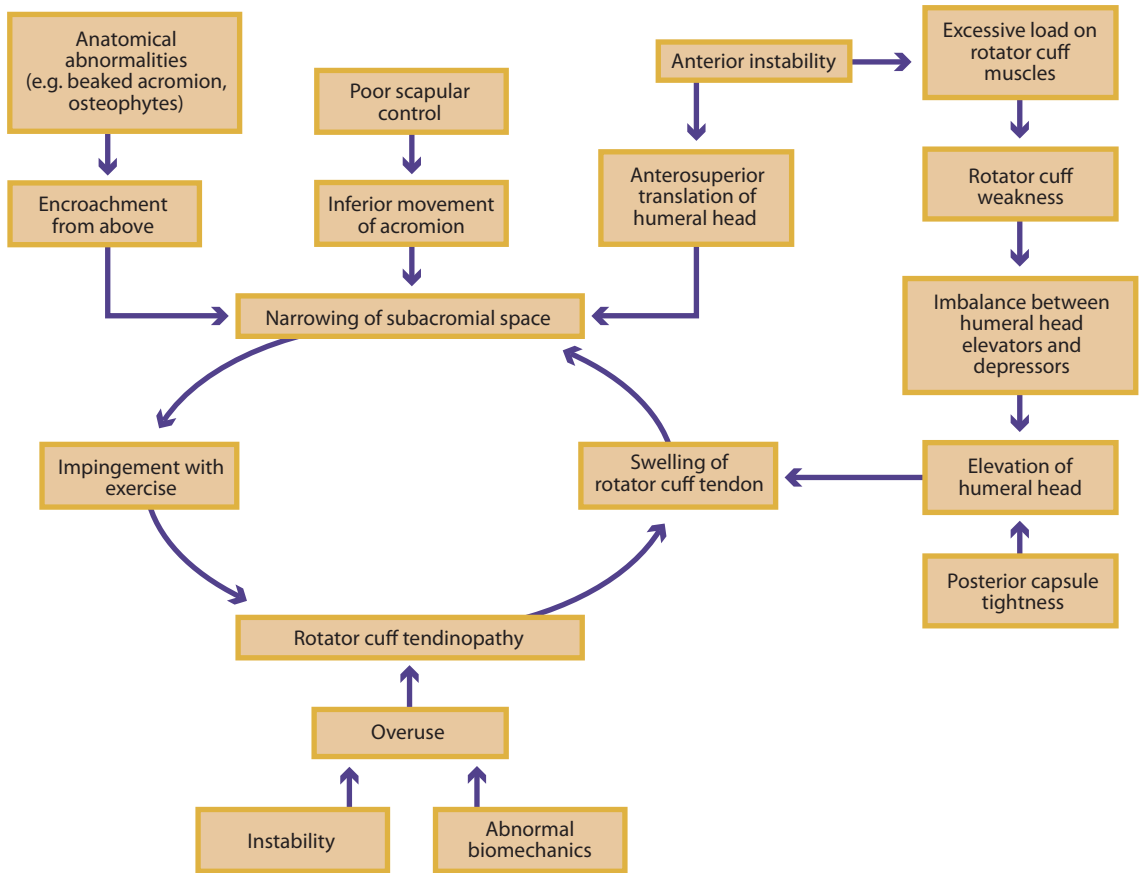 Anatomical
abnormalities
(e.g. beaked acromion,
osteophytes)
Poor scapular
control
Anterior instability
Excessive load on
rotator cuff
muscles
Encroachment
from above
Inferior movement
of acromion
Anterosuperior
translation of
humeral head
Rotator cuff
weakness
Narrowing of subacromial space
Imbalance between
humeral head
elevators and
depressors
Impingement with
exercise
Swelling of
rotator cuff tendon
Elevation of
humeral head
Posterior capsule
tightness
Rotator cuff tendinopathy
Overuse
Instability
Abnormal
biomechanics